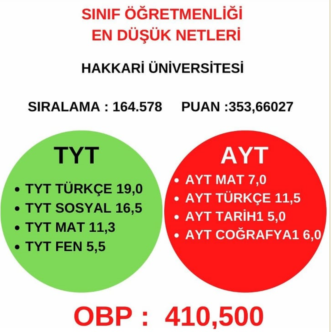 SINIF ÖĞRETMENLİĞİ
EN DÜŞÜK NETLERİ
HAKKARİ ÜNİVERSİTESİ
SIRALAMA : 164.578 PUAN :353,66027
TYT
• TYT TÜRKÇE 19,0
• TYT SOSYAL 16,5
• TYT MAT 11,3
• TYT FEN 5,5
AYT
• AYT MAT 7,0
• AYT TÜRKÇE 11,5
• AYT TARİH1 5,0
• AYT COĞRAFYA1 6,0
OBP : 410,500